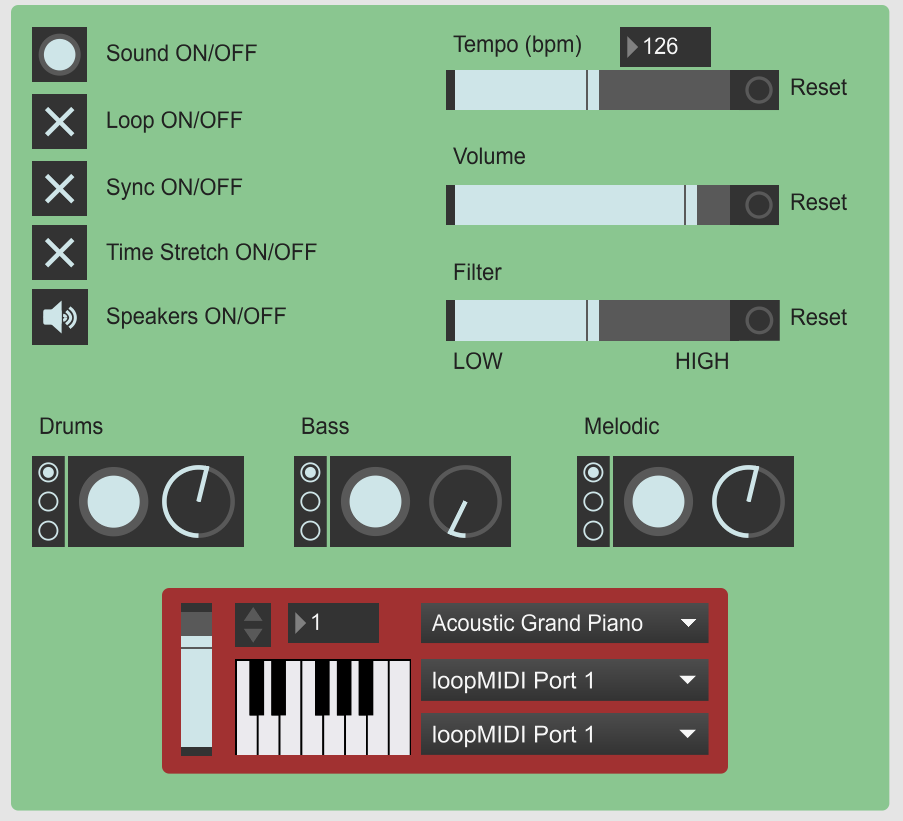 Sound ON/OFF
Loop ON/OFF
Sync ON/OFF
Time Stretch ON/OFF
Speakers ON/OFF
Tempo (bpm) 126
Reset
Volume
Reset
Filter
Reset
LOW HIGH
Drums Bass Melodic
1 Acoustic Grand Piano
loopMIDI Port 1
loopMIDI Port 1